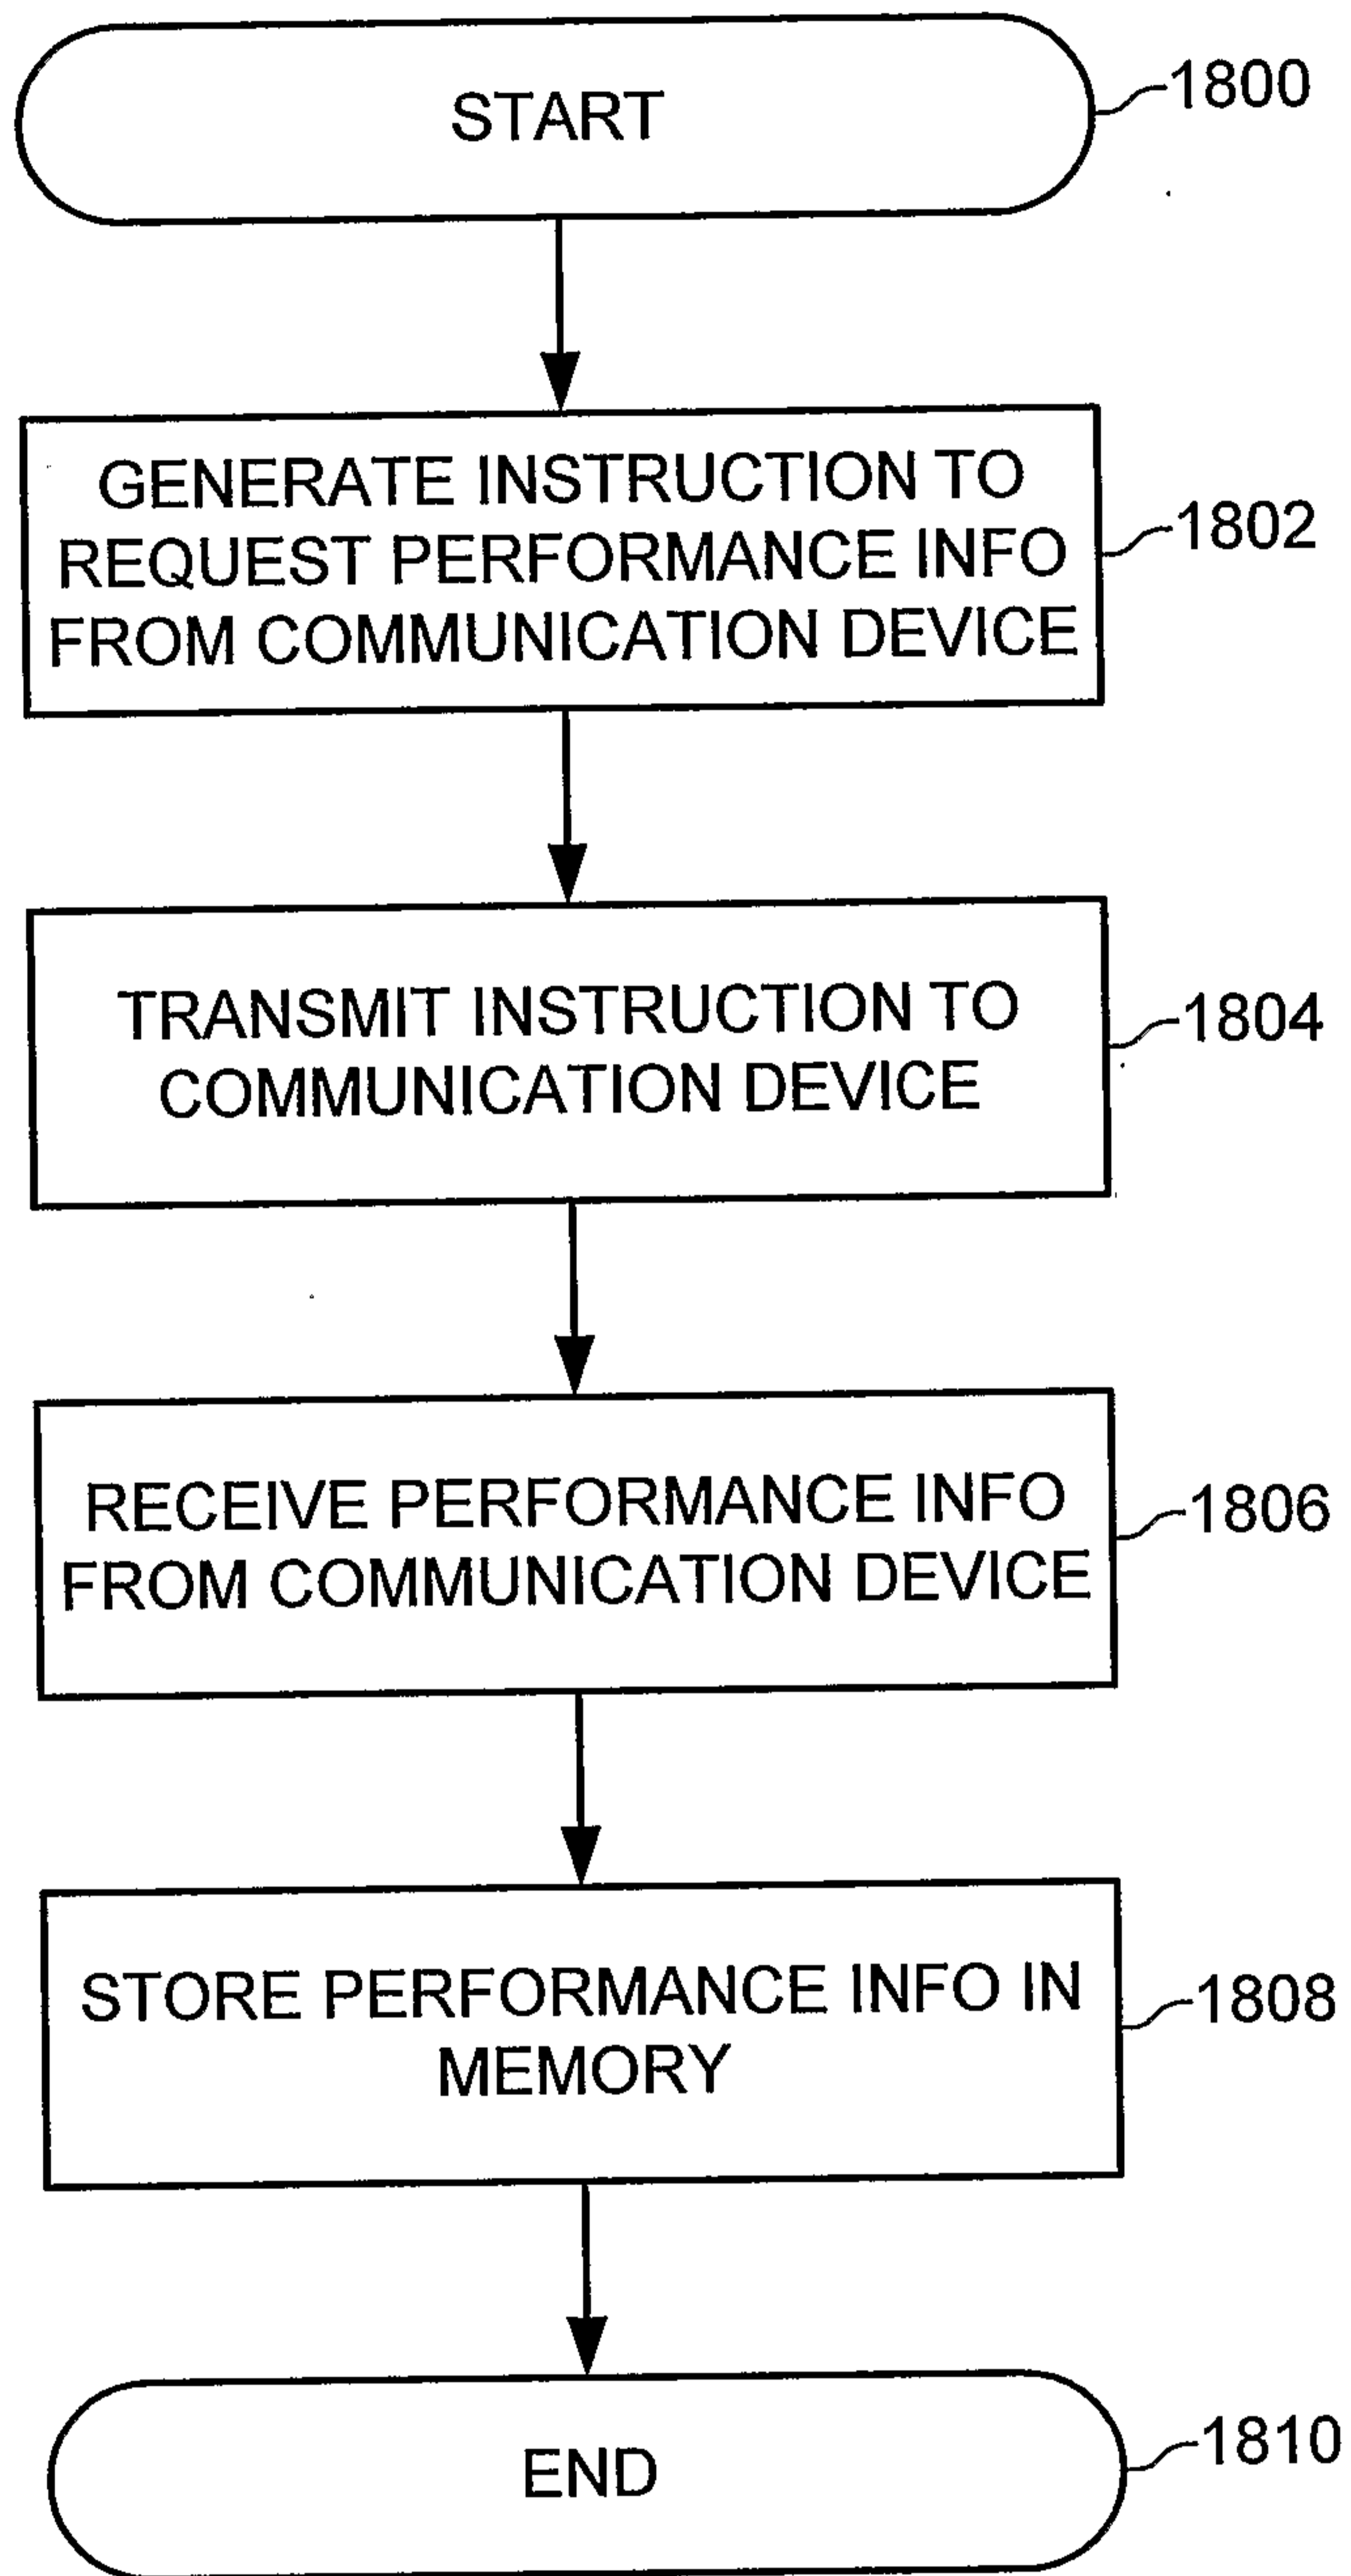 START
1800
GENERATE INSTRUCTION TO
REQUEST PERFORMANCE INFO
FROM COMMUNICATION DEVICE
1802
TRANSMIT INSTRUCTION TO
COMMUNICATION DEVICE
1804
RECEIVE PERFORMANCE INFO
FROM COMMUNICATION DEVICE
1806
STORE PERFORMANCE INFO IN
MEMORY
1808
END
1810